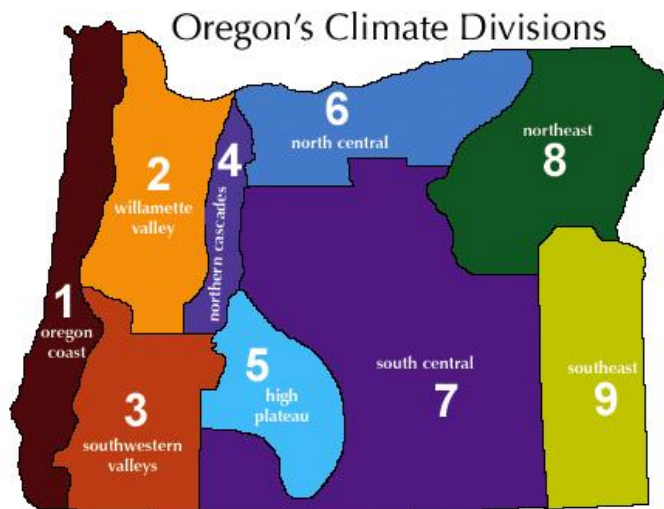 Oregon's Climate Divisions
1
oregon
coast
2
willamette
valley
3
southwestern
valleys
4
northern cascades
5
high
plateau
6
north central
south central
7
northeast
8
southeast
9